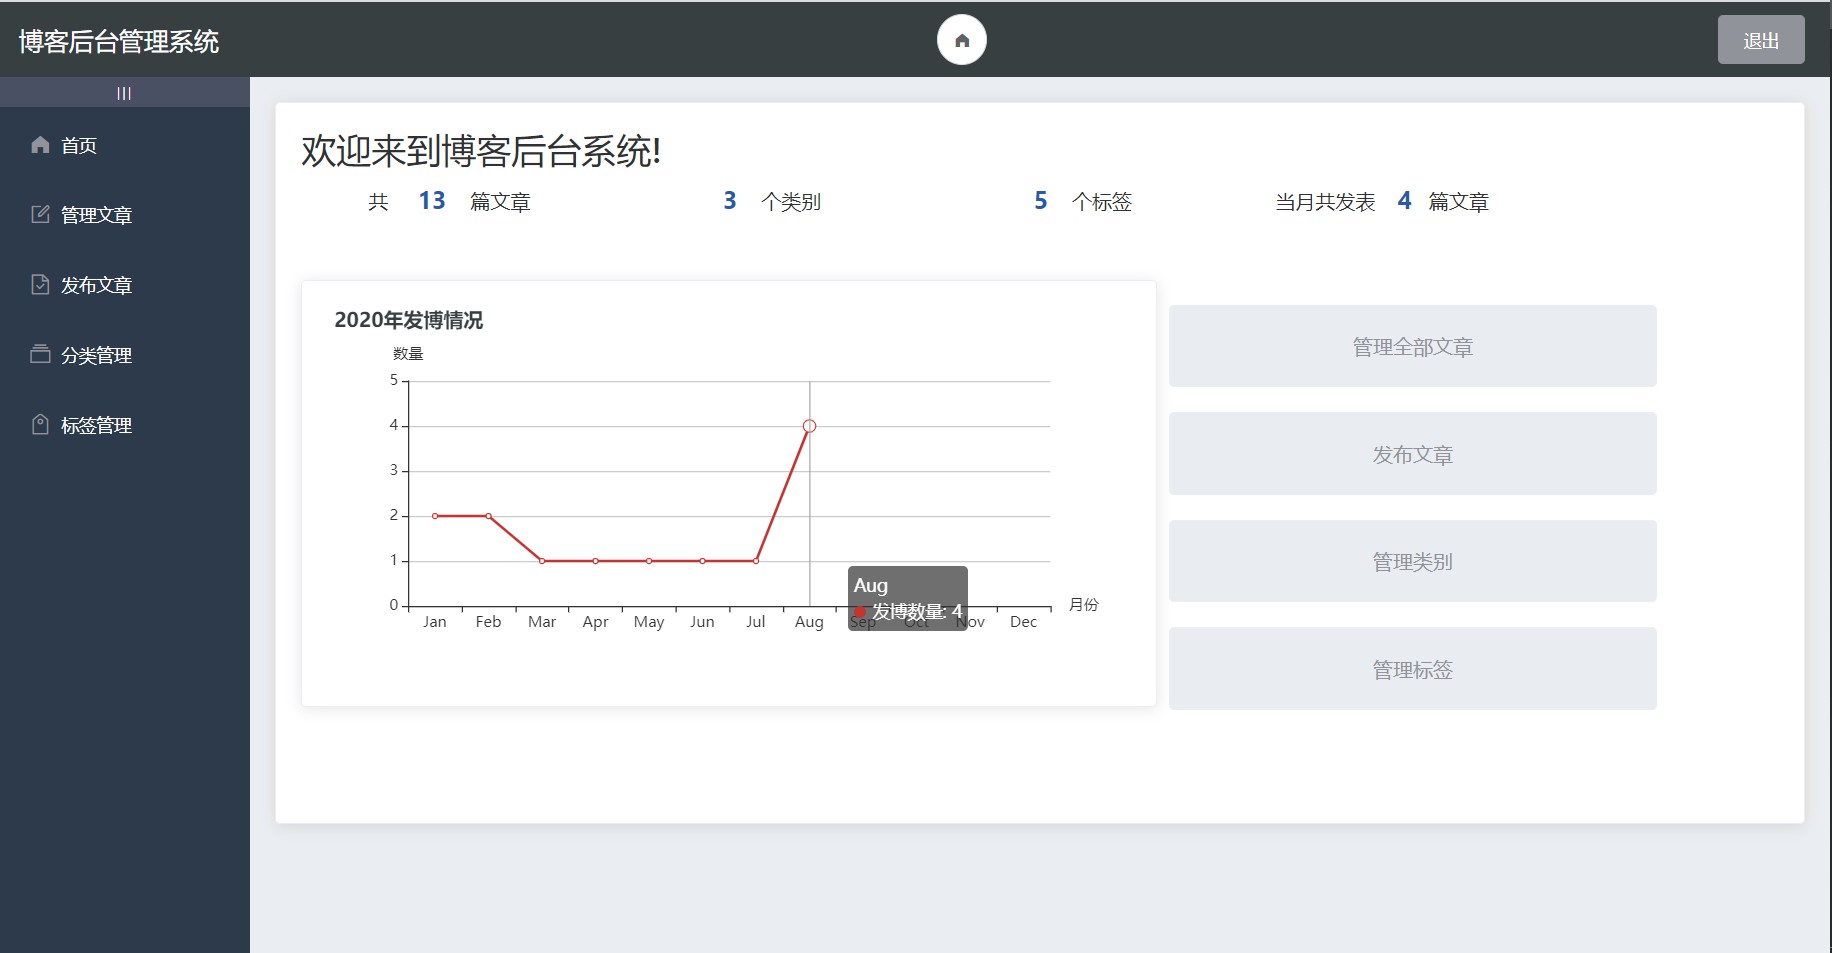 博客后台管理系统
退出
|||
首页
管理文章
发布文章
分类管理
标签管理
欢迎来到博客后台系统!
共 13 篇文章 3 个类别 5 个标签 当月共发表 4 篇文章
2020年发博情况
数量
5
4
3
2
1
0
Jan Feb Mar Apr May Jun Jul Aug Sep Oct Nov Dec
月份
Aug
发博数量: 4
管理全部文章
发布文章
管理类别
管理标签